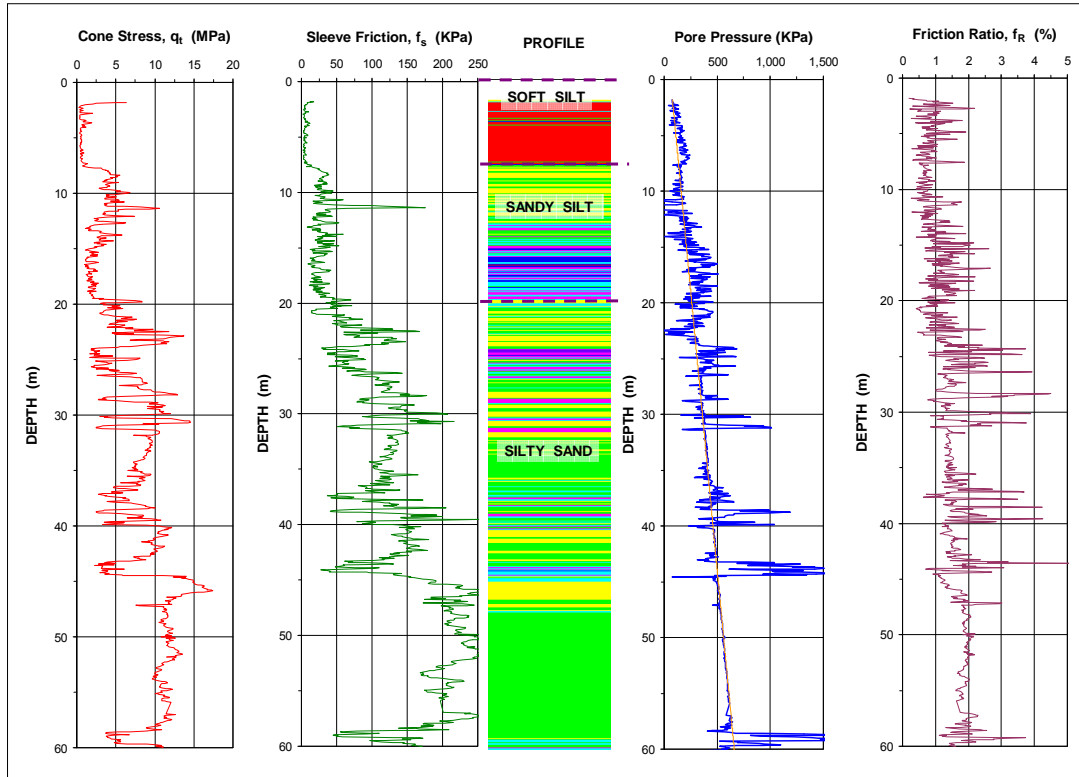 Cone Stress, qt (MPa)
0 5 10 15 20
0
10
20
30
40
50
60
DEPTH (m)
Sleeve Friction, fs (KPa)
0 50 100 150 200 250
0
10
20
30
40
50
60
DEPTH (m)
PROFILE
SOFT SILT
SANDY SILT
SILTY SAND
Pore Pressure (KPa)
0 500 1,000 1,500
0
10
20
30
40
50
60
DEPTH (m)
Friction Ratio, fR (%)
0 1 2 3 4 5
0
10
20
30
40
50
60
DEPTH (m)